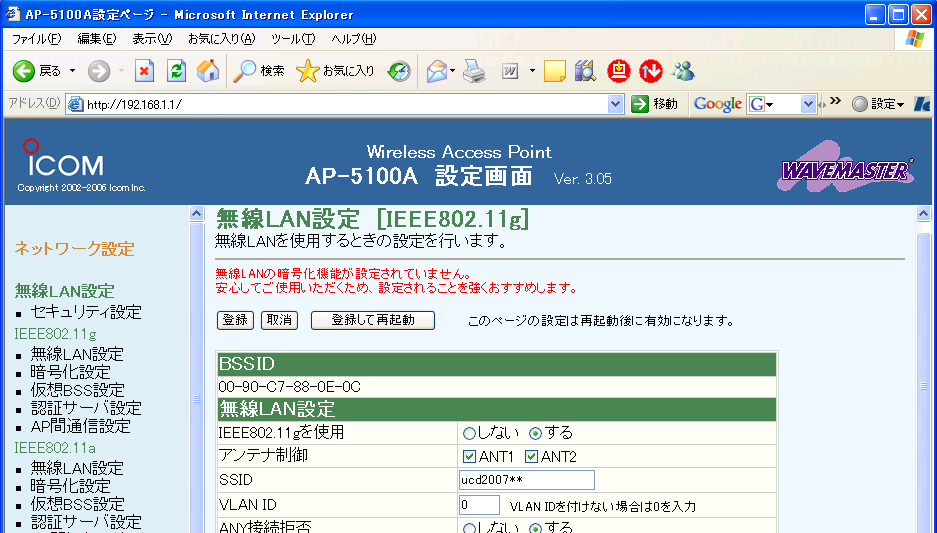 AP-5100A設定ページ - Microsoft Internet Explorer
ファイル(F) 編集(E) 表示(V) お気に入り(A) ツール(T) ヘルプ(H)
戻る 検索 お気に入り
アドレス(D) http://192.168.1.1/ 移動 Google G 設定
ICOM
Copyright 2002-2006 Icom Inc.
Wireless Access Point
AP-5100A 設定画面 Ver. 3.05
WAVEMASTER
ネットワーク設定
無線LAN設定
セキュリティ設定
IEEE802.11g
無線LAN設定
暗号化設定
仮想BSS設定
認証サーバ設定
AP間通信設定
IEEE802.11a
無線LAN設定
暗号化設定
仮想BSS設定
認証サーバ設定
無線LAN設定 [IEEE802.11g]
無線LANを使用するときの設定を行います。
無線LANの暗号化機能が設定されていません。
安心してご使用いただくため、設定されることを強くおすすめします。
登録 取消 登録して再起動 このページの設定は再起動後に有効になります。
BSSID
00-90-C7-88-0E-0C
無線LAN設定
IEEE802.11gを使用 しない する
アンテナ制御 ANT1 ANT2
SSID ucd2007**
VLAN ID 0 VLAN IDを付けない場合は0を入力
ANY接続拒否 しない する